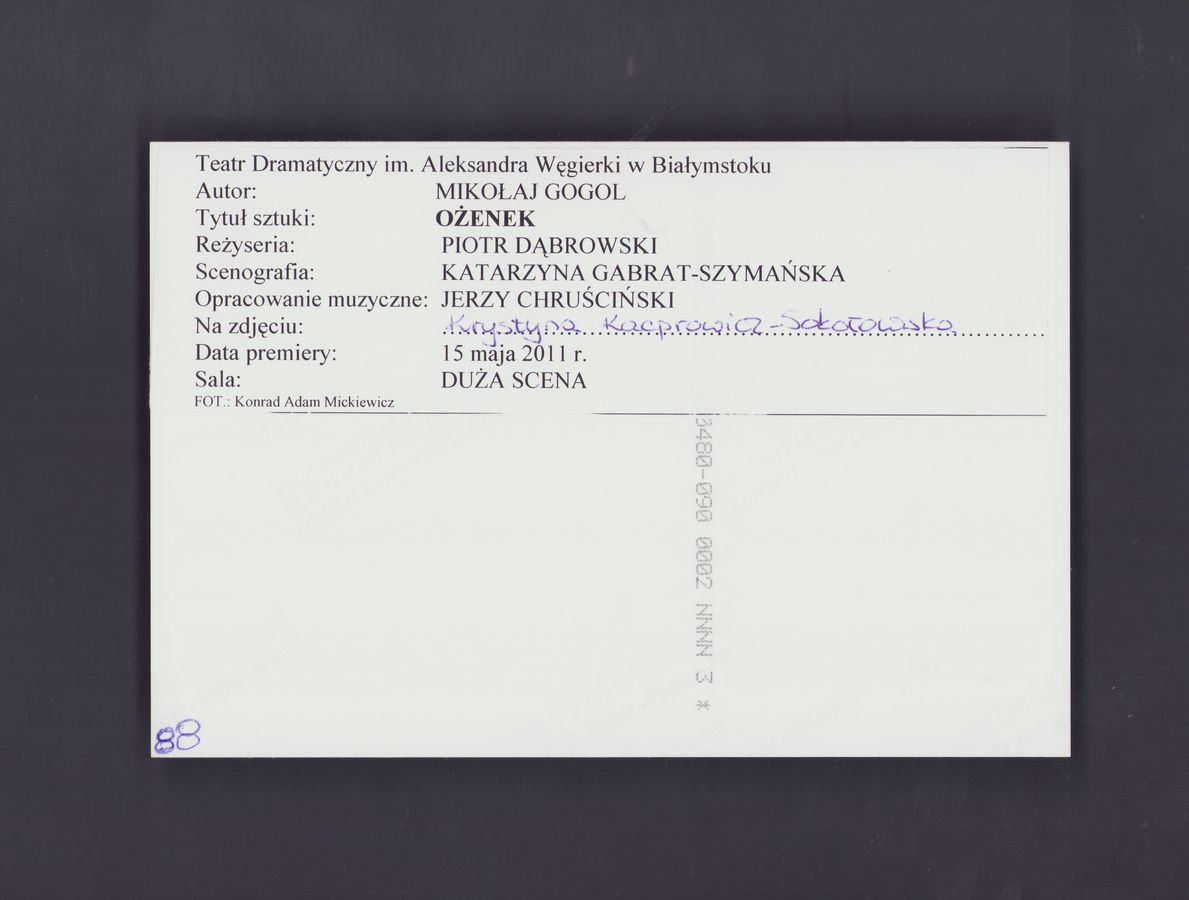 Teatr Dramatyczny im. Aleksandra Węgierki w Białymstoku
Autor: MIKOŁAJ GOGOL
Tytuł sztuki: OŻENEK
Reżyseria: PIOTR DĄBROWSKI
Scenografia: KATARZYNA GABRAT-SZYMAŃSKA
Opracowanie muzyczne: JERZY CHRUŚCIŃSKI
Na zdjęciu: Krystyna Kacprowicz-Sokołowska
Data premiery: 15 maja 2011 r.
Sala: DUŻA SCENA
FOT.: Konrad Adam Mickiewicz
3480-090 0002 NNNN 3 *
88